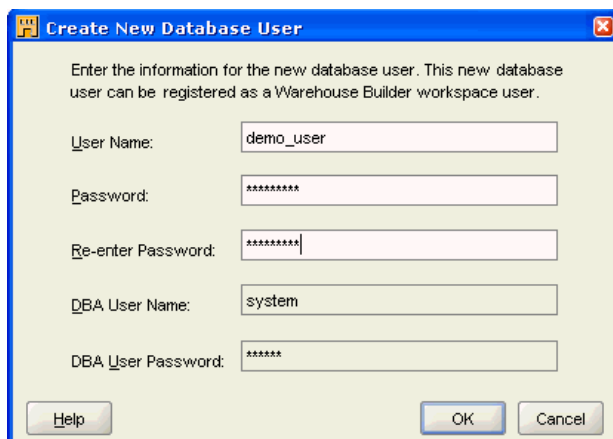 Create New Database User
Enter the information for the new database user. This new database
user can be registered as a Warehouse Builder workspace user.
User Name:
demo_user
Password:
*********
Re-enter Password:
*********
DBA User Name:
system
DBA User Password:
******
Help
OK
Cancel